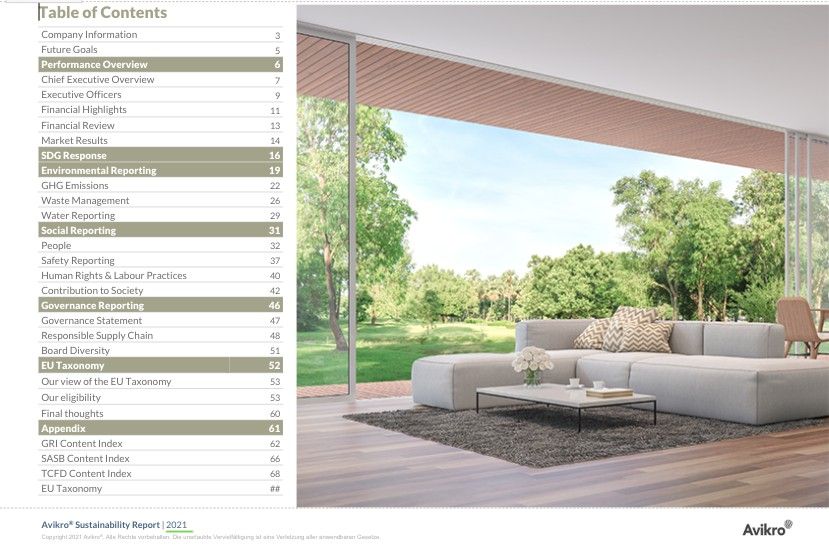 Table of Contents
Company Information 3
Future Goals 5
Performance Overview 6
Chief Executive Overview 7
Executive Officers 9
Financial Highlights 11
Financial Review 13
Market Results 14
SDG Response 16
Environmental Reporting 19
GHG Emissions 22
Waste Management 26
Water Reporting 29
Social Reporting 31
People 32
Safety Reporting 37
Human Rights & Labour Practices 40
Contribution to Society 42
Governance Reporting 46
Governance Statement 47
Responsible Supply Chain 48
Board Diversity 51
EU Taxonomy 52
Our view of the EU Taxonomy 53
Our eligibility 53
Final thoughts 60
Appendix 61
GRI Content Index 62
SASB Content Index 66
TCFD Content Index 68
EU Taxonomy ##
Avikro® Sustainability Report | 2021
Copyright 2021 Avikro®. Alle Rechte vorbehalten. Die unerlaubte Vervielfältigung ist eine Verletzung aller anwendbaren Gesetze.
Avikro